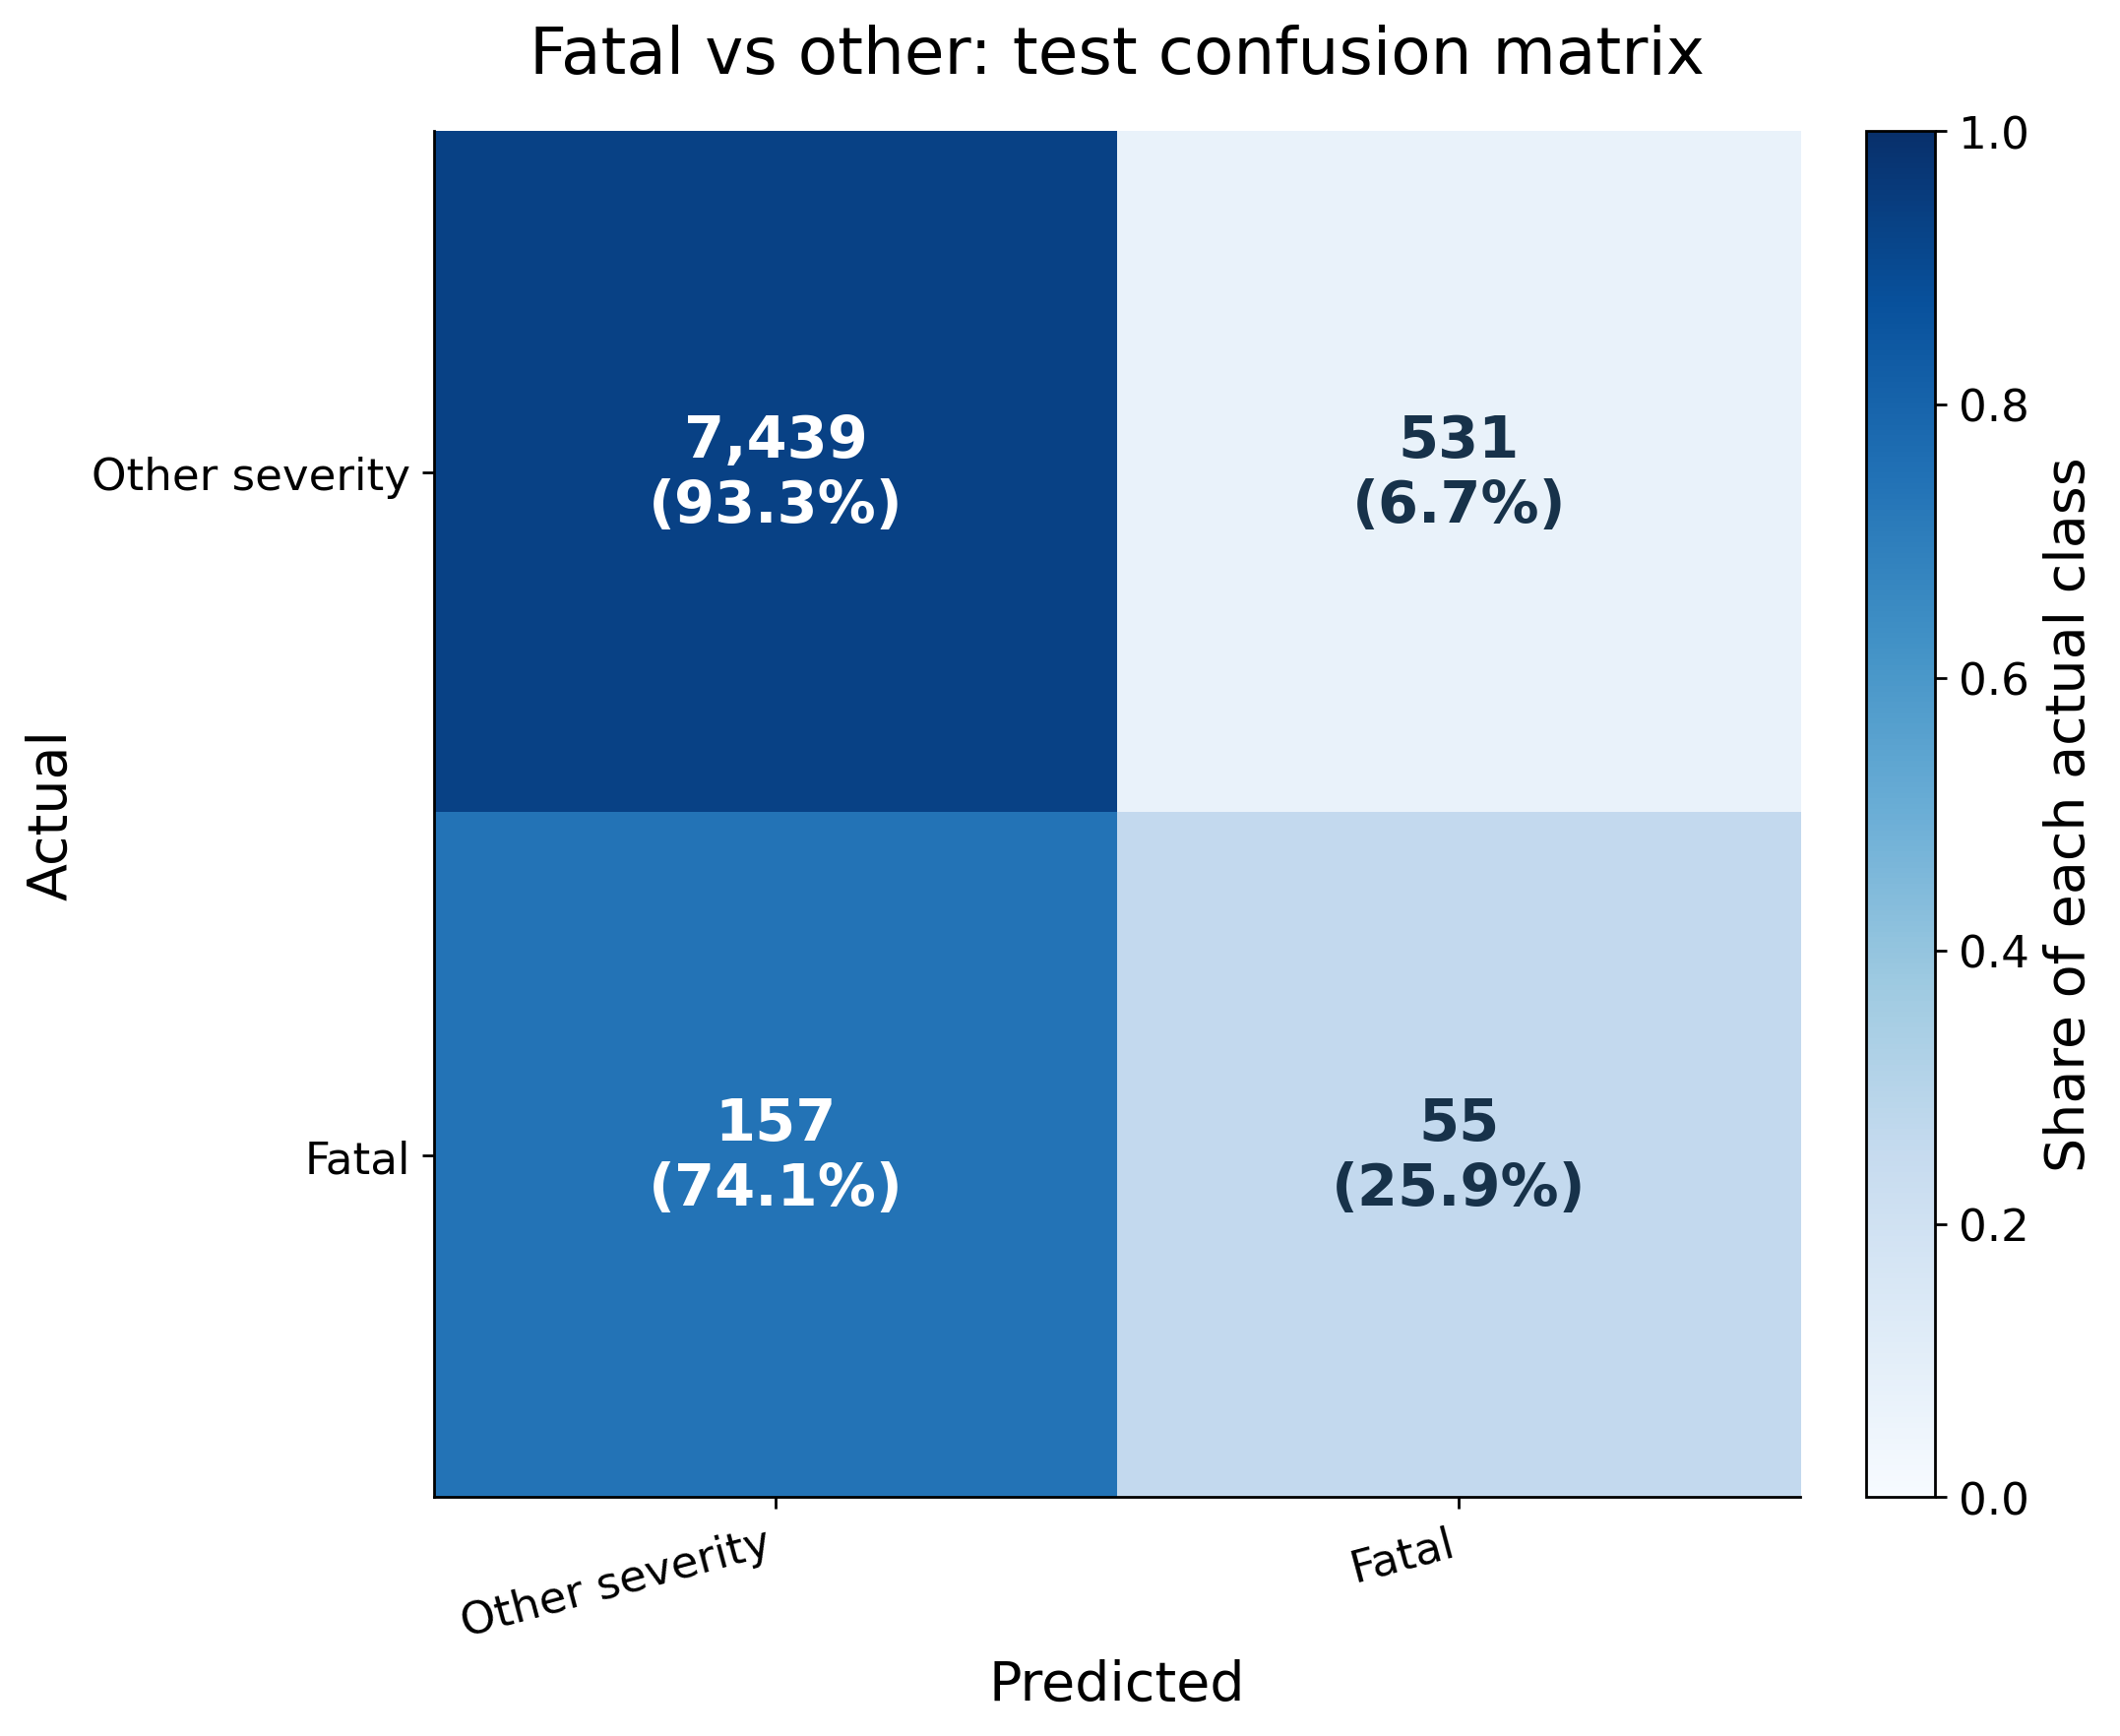 Fatal vs other: test confusion matrix
Actual
Other severity
Fatal
7,439
(93.3%)
531
(6.7%)
157
(74.1%)
55
(25.9%)
Other severity
Fatal
Predicted
1.0
0.8
0.6
0.4
0.2
0.0
Share of each actual class